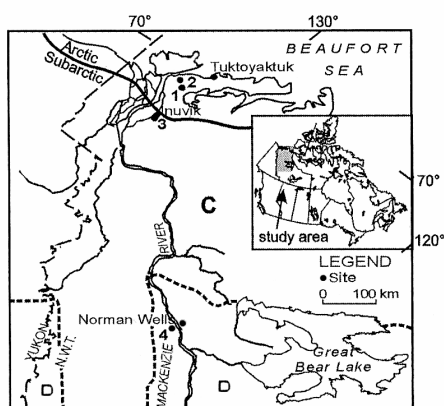 70° 130°
BEAUFORT
SEA
Arctic
Subarctic
Tuktoyaktuk
2
1
Inuvik
3
C
70°
120°
study area
RIVER
LEGEND
Site
0 100 km
Norman Wells
4
YUKON
N.W.T.
MACKENZIE
Great
Bear Lake
D D